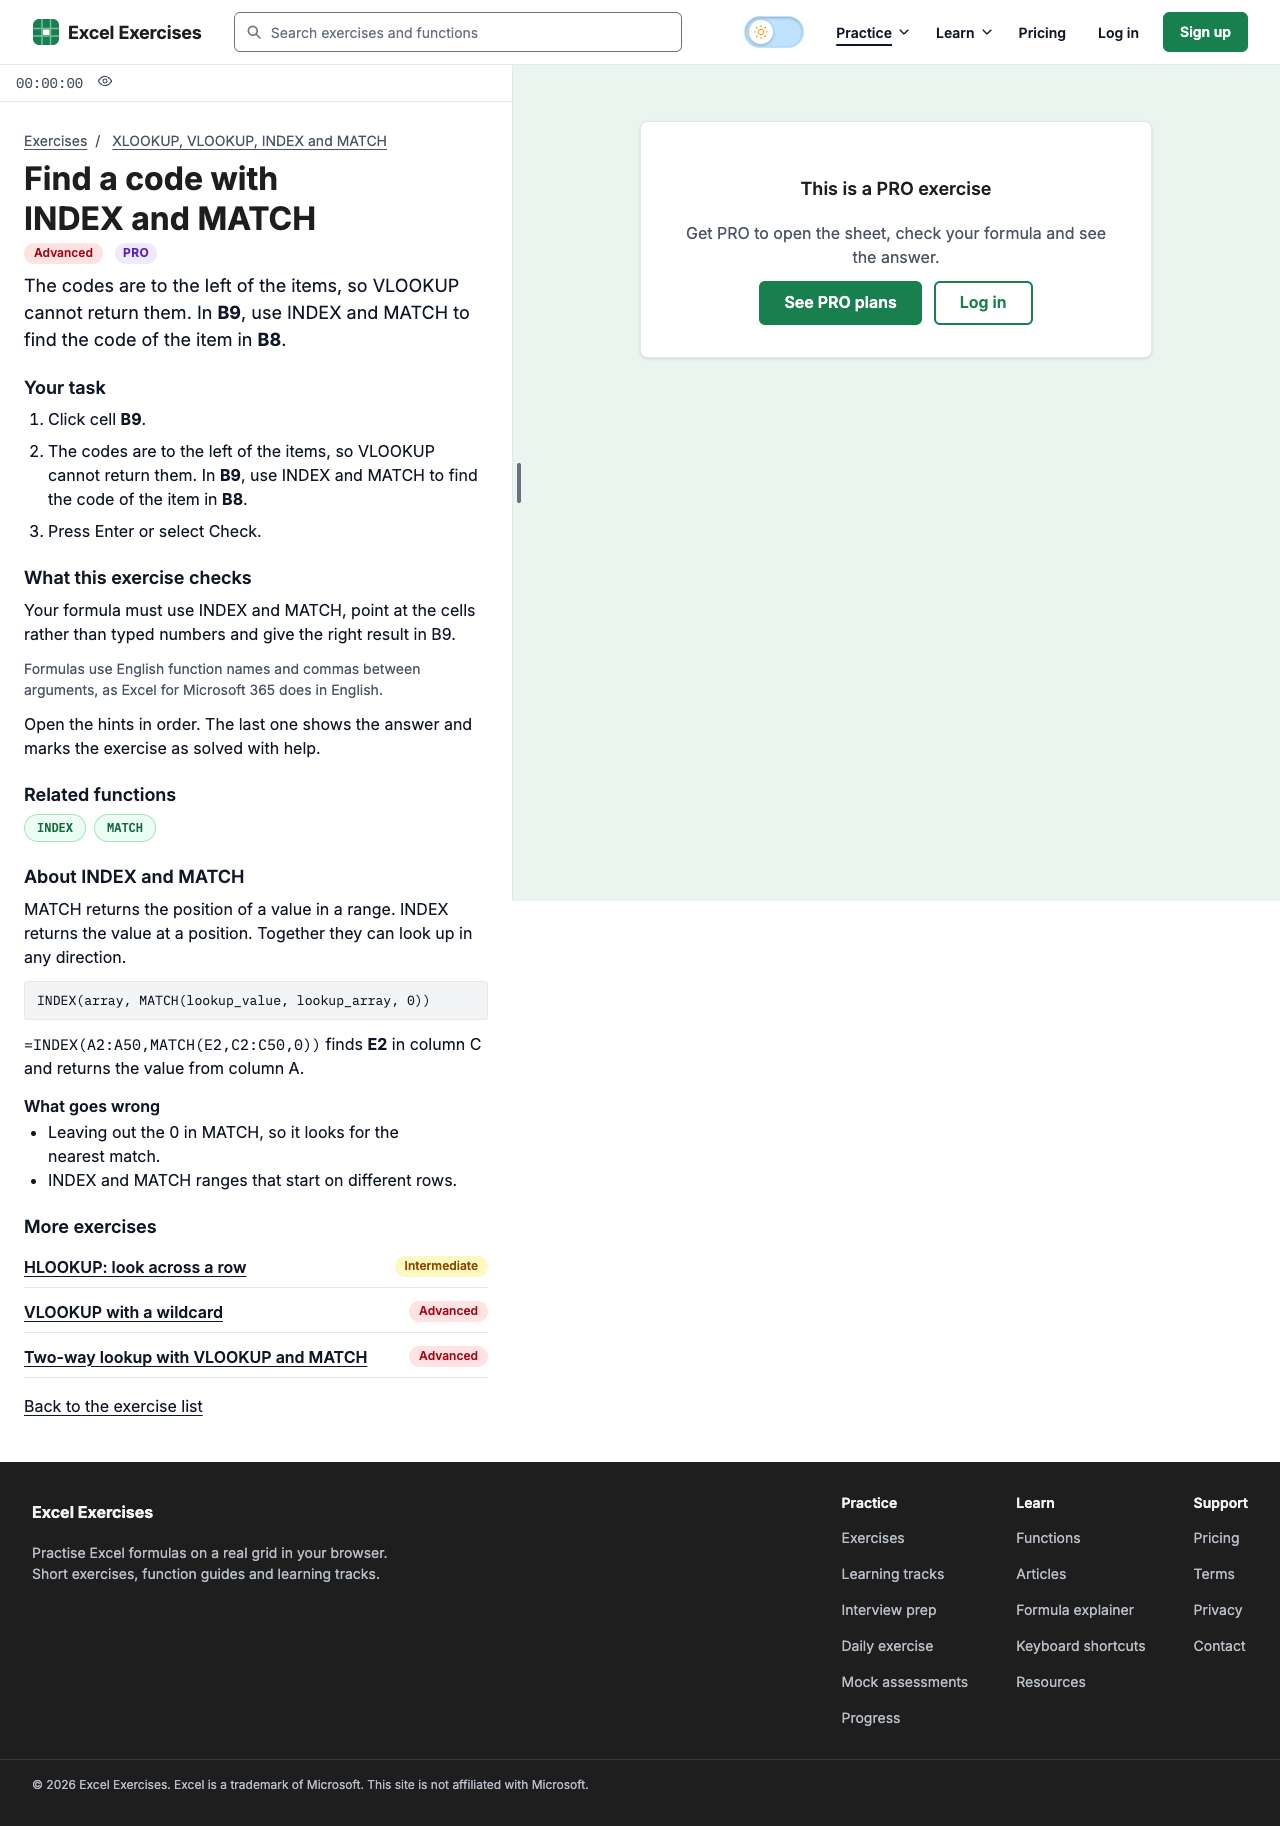 Excel Exercises
Search exercises and functions
Practice
Learn
Pricing
Log in
Sign up
00:00:00
Exercises / XLOOKUP, VLOOKUP, INDEX and MATCH
Find a code with
INDEX and MATCH
Advanced
PRO
The codes are to the left of the items, so VLOOKUP
cannot return them. In B9, use INDEX and MATCH to
find the code of the item in B8.
Your task
1. Click cell B9.
2. The codes are to the left of the items, so VLOOKUP
cannot return them. In B9, use INDEX and MATCH to find
the code of the item in B8.
3. Press Enter or select Check.
What this exercise checks
Your formula must use INDEX and MATCH, point at the cells
rather than typed numbers and give the right result in B9.
Formulas use English function names and commas between
arguments, as Excel for Microsoft 365 does in English.
Open the hints in order. The last one shows the answer and
marks the exercise as solved with help.
Related functions
INDEX
MATCH
About INDEX and MATCH
MATCH returns the position of a value in a range. INDEX
returns the value at a position. Together they can look up in
any direction.
INDEX(array, MATCH(lookup_value, lookup_array, 0))
=INDEX(A2:A50,MATCH(E2,C2:C50,0)) finds E2 in column C
and returns the value from column A.
What goes wrong
• Leaving out the 0 in MATCH, so it looks for the
nearest match.
• INDEX and MATCH ranges that start on different rows.
More exercises
HLOOKUP: look across a row
Intermediate
VLOOKUP with a wildcard
Advanced
Two-way lookup with VLOOKUP and MATCH
Advanced
Back to the exercise list
This is a PRO exercise
Get PRO to open the sheet, check your formula and see
the answer.
See PRO plans
Log in
Excel Exercises
Practise Excel formulas on a real grid in your browser.
Short exercises, function guides and learning tracks.
Practice
Exercises
Learning tracks
Interview prep
Daily exercise
Mock assessments
Progress
Learn
Functions
Articles
Formula explainer
Keyboard shortcuts
Resources
Support
Pricing
Terms
Privacy
Contact
© 2026 Excel Exercises. Excel is a trademark of Microsoft. This site is not affiliated with Microsoft.